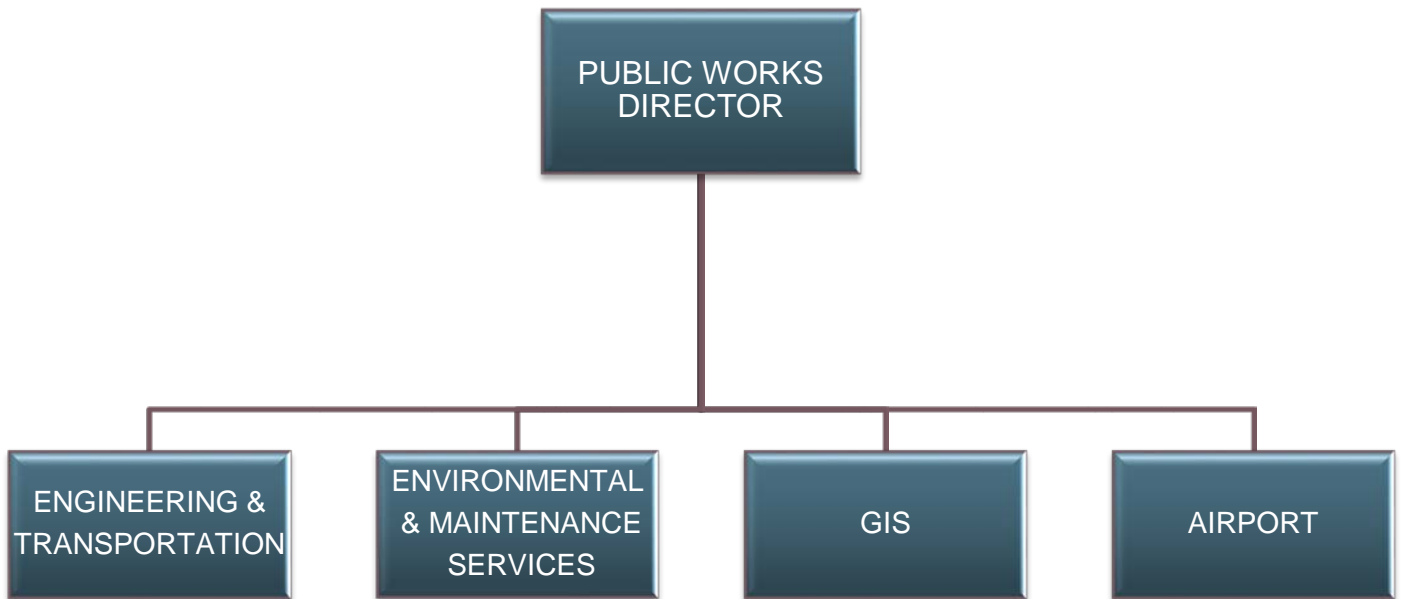 PUBLIC WORKS
DIRECTOR
ENGINEERING &
TRANSPORTATION
ENVIRONMENTAL
& MAINTENANCE
SERVICES
GIS
AIRPORT